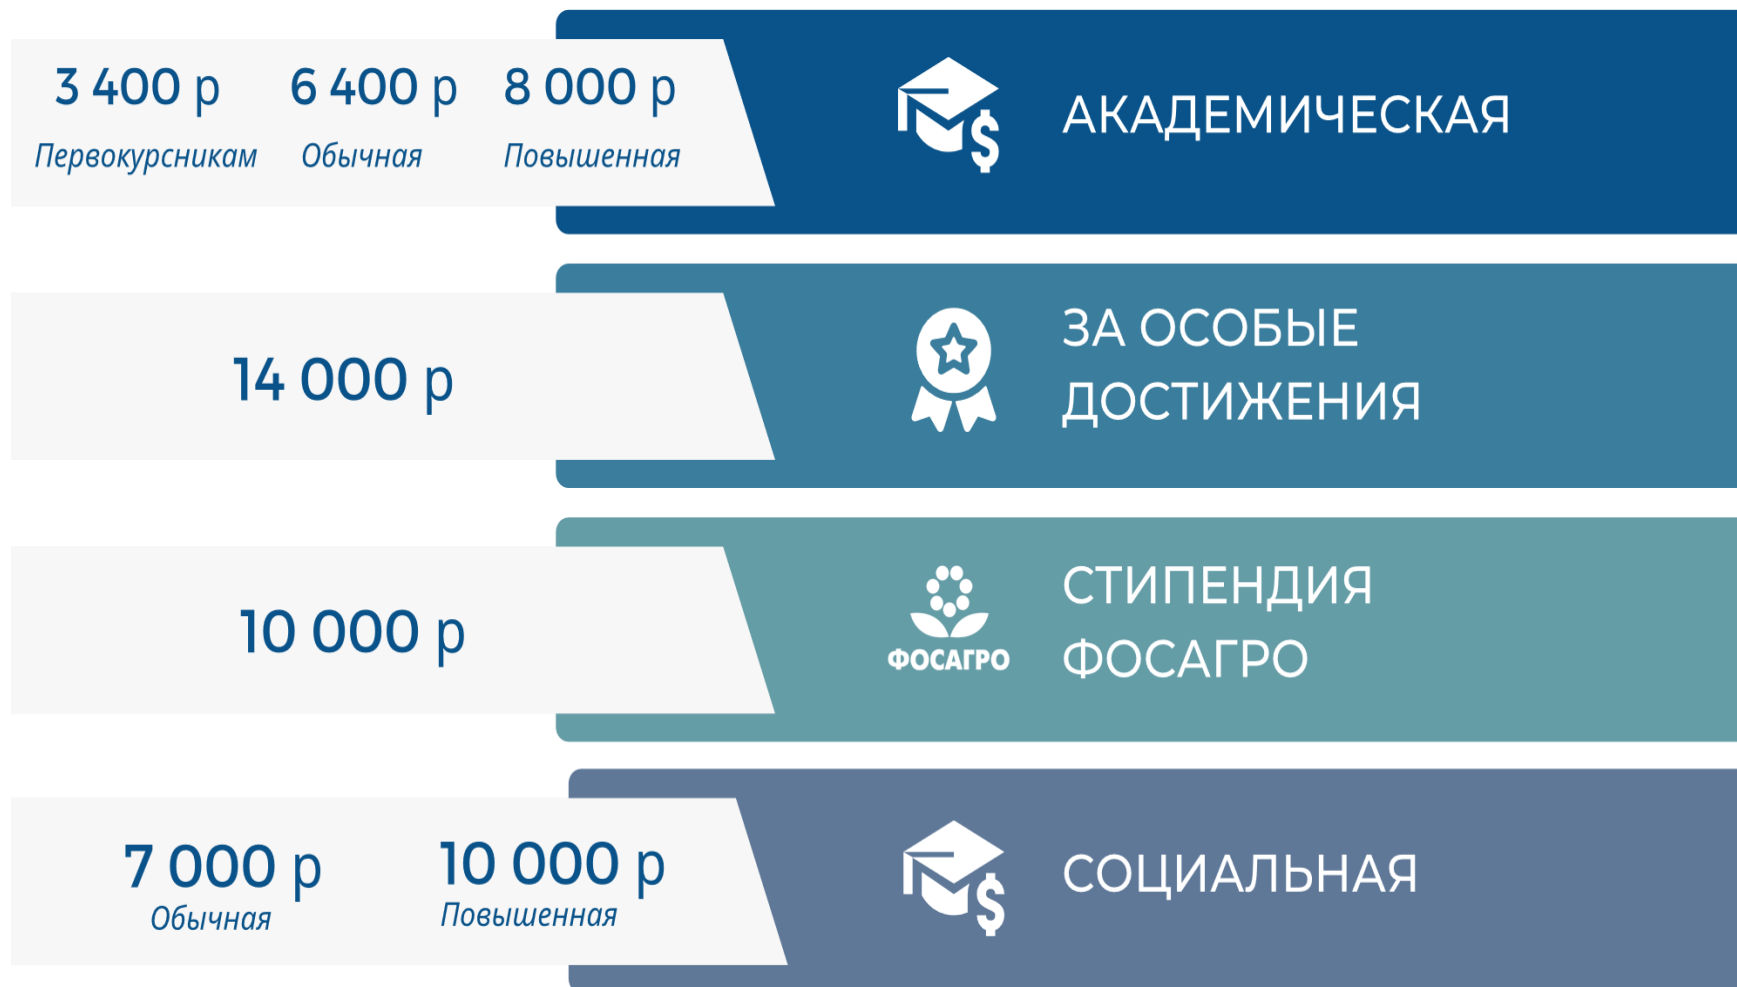 3 400 р 6 400 р 8 000 р
Первокурсникам Обычная Повышенная
АКАДЕМИЧЕСКАЯ
14 000 р
ЗА ОСОБЫЕ
ДОСТИЖЕНИЯ
10 000 р
ФОСАГРО
СТИПЕНДИЯ
ФОСАГРО
7 000 р 10 000 р
Обычная Повышенная
СОЦИАЛЬНАЯ